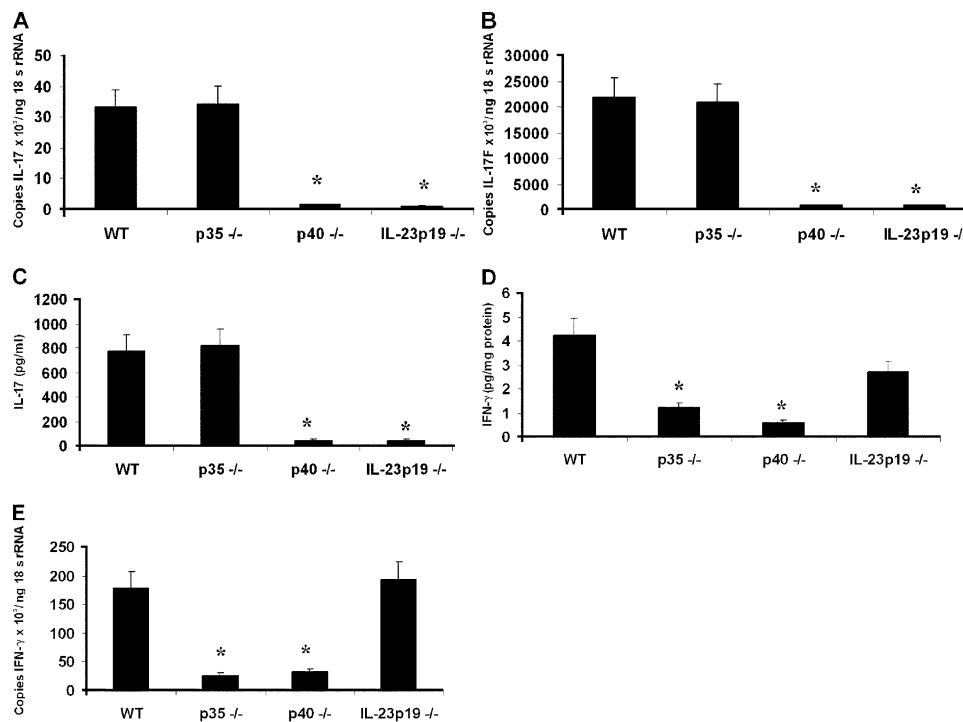 A
Copies IL-17 x 10³/ ng 18 s rRNA
50
40
30
20
10
0
*
*
WT
p35 -/-
p40 -/-
IL-23p19 -/-
B
Copies IL-17F x 10³/ ng 18 s rRNA
30000
25000
20000
15000
10000
5000
0
*
*
WT
p35 -/-
p40 -/-
IL-23p19 -/-
C
IL-17 (pg/ml)
1200
1000
800
600
400
200
0
*
*
WT
p35 -/-
p40 -/-
IL-23p19 -/-
D
IFN-γ (pg/mg protein)
6
5
4
3
2
1
0
*
*
WT
p35 -/-
p40 -/-
IL-23p19 -/-
E
Copies IFN-γ x 10³/ ng 18 s rRNA
250
200
150
100
50
0
*
*
WT
p35 -/-
p40 -/-
IL-23p19 -/-